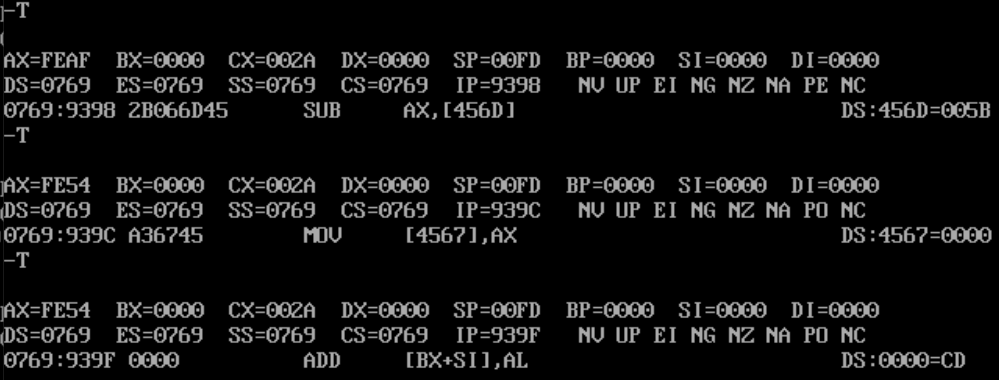 -T
AX=FEAF BX=0000 CX=002A DX=0000 SP=00FD BP=0000 SI=0000 DI=0000
DS=0769 ES=0769 SS=0769 CS=0769 IP=9398 NV UP EI NG NZ NA PE NC
0769:9398 2B066D45 SUB AX,[456D] DS:456D=005B
-T
AX=FE54 BX=0000 CX=002A DX=0000 SP=00FD BP=0000 SI=0000 DI=0000
DS=0769 ES=0769 SS=0769 CS=0769 IP=939C NV UP EI NG NZ NA PO NC
0769:939C A36745 MOV [4567],AX DS:4567=0000
-T
AX=FE54 BX=0000 CX=002A DX=0000 SP=00FD BP=0000 SI=0000 DI=0000
DS=0769 ES=0769 SS=0769 CS=0769 IP=939F NV UP EI NG NZ NA PO NC
0769:939F 0000 ADD [BX+SI],AL DS:0000=CD